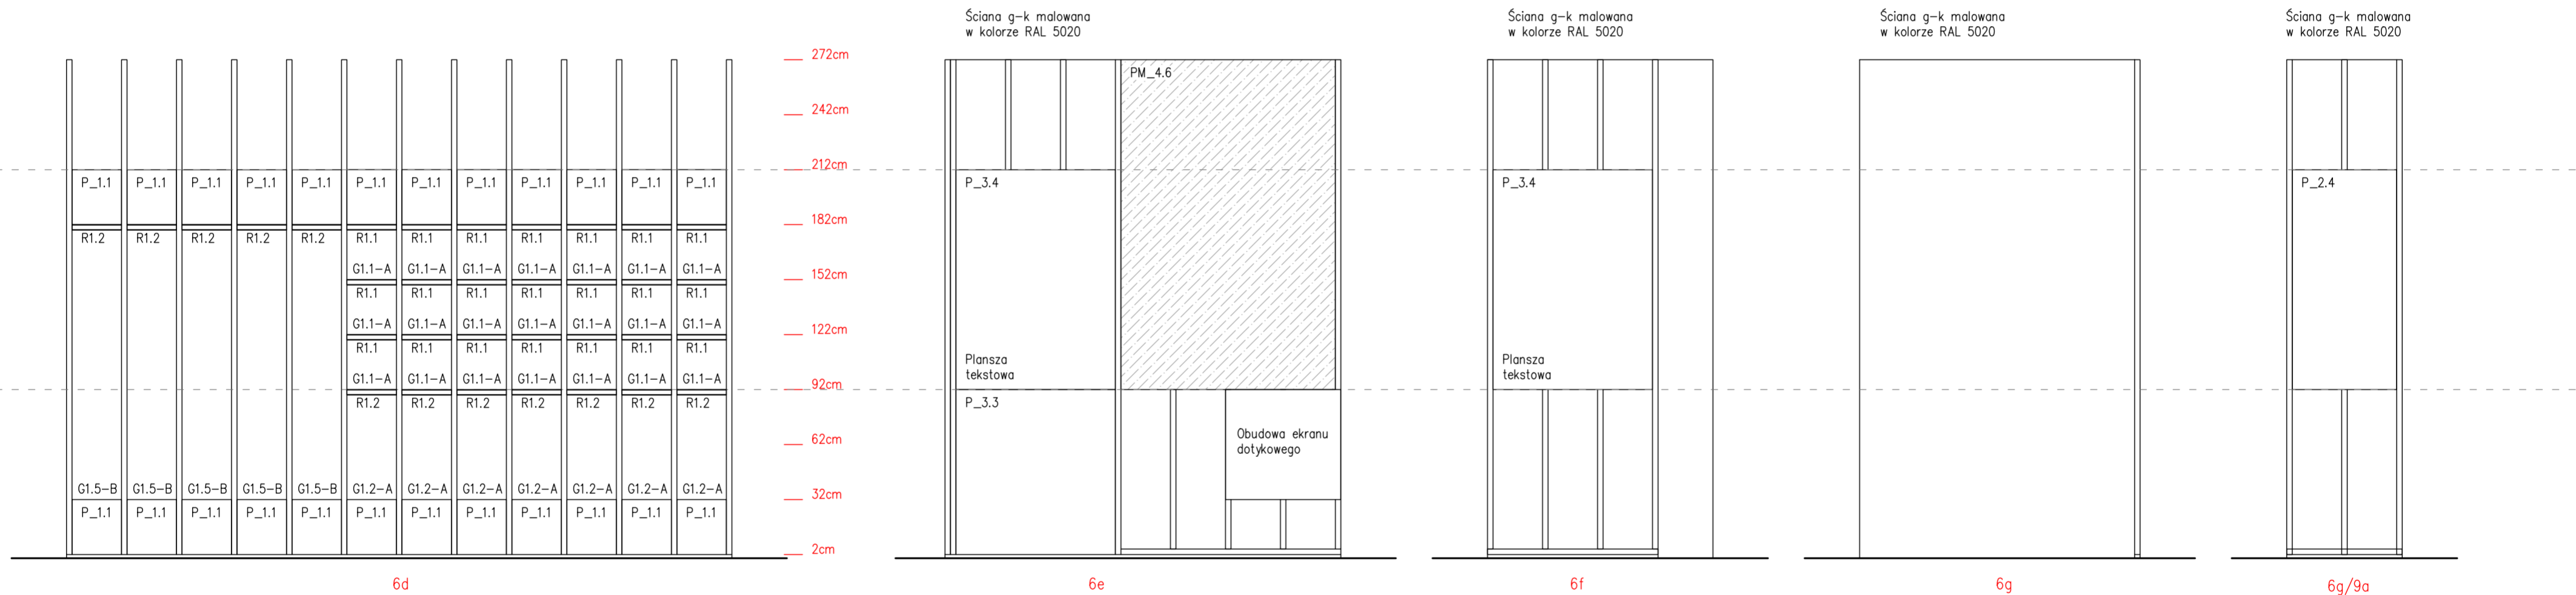 Ściana g-k malowana
w kolorze RAL 5020
Ściana g-k malowana
w kolorze RAL 5020
Ściana g-k malowana
w kolorze RAL 5020
Ściana g-k malowana
w kolorze RAL 5020
272cm
PM_4.6
242cm
212cm
P_1.1 P_1.1 P_1.1 P_1.1 P_1.1 P_1.1 P_1.1 P_1.1 P_1.1 P_1.1 P_1.1 P_1.1
P_3.4
P_3.4
P_2.4
182cm
R1.2 R1.2 R1.2 R1.2 R1.2 R1.1 R1.1 R1.1 R1.1 R1.1 R1.1 R1.1
G1.1-A G1.1-A G1.1-A G1.1-A G1.1-A G1.1-A G1.1-A
152cm
R1.1 R1.1 R1.1 R1.1 R1.1 R1.1 R1.1
G1.1-A G1.1-A G1.1-A G1.1-A G1.1-A G1.1-A G1.1-A
122cm
R1.1 R1.1 R1.1 R1.1 R1.1 R1.1 R1.1
Plansza
tekstowa
Plansza
tekstowa
G1.1-A G1.1-A G1.1-A G1.1-A G1.1-A G1.1-A G1.1-A
92cm
R1.2 R1.2 R1.2 R1.2 R1.2 R1.2 R1.2
P_3.3
62cm
Obudowa ekranu
dotykowego
G1.5-B G1.5-B G1.5-B G1.5-B G1.5-B G1.2-A G1.2-A G1.2-A G1.2-A G1.2-A G1.2-A G1.2-A
32cm
P_1.1 P_1.1 P_1.1 P_1.1 P_1.1 P_1.1 P_1.1 P_1.1 P_1.1 P_1.1 P_1.1 P_1.1
2cm
6d
6e
6f
6g
6g/9a